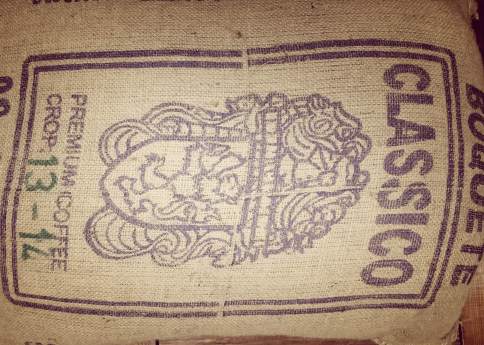 BOQUETE
CLASSICO
PREMIUM COFFEE
CROP 13-14